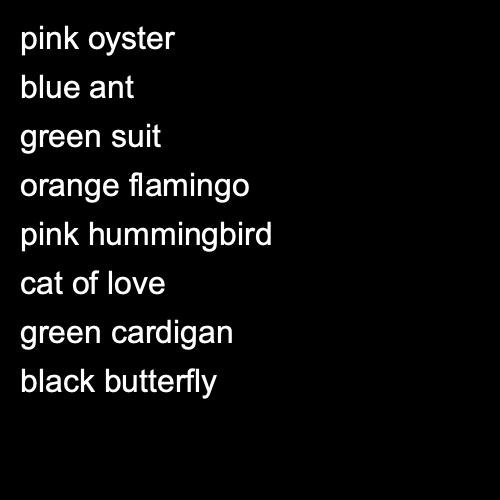 pink oyster
blue ant
green suit
orange flamingo
pink hummingbird
cat of love
green cardigan
black butterfly